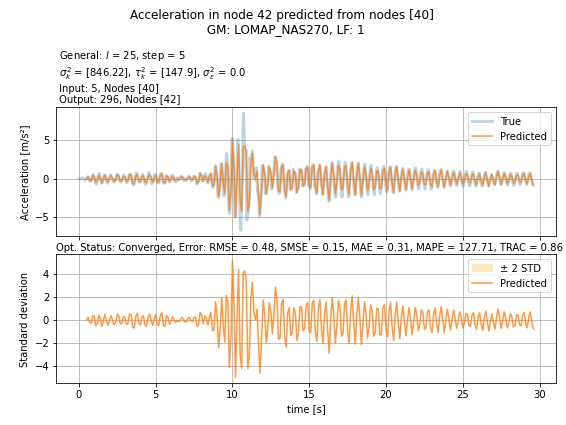 Acceleration in node 42 predicted from nodes [40]
GM: LOMAP_NAS270, LF: 1
General: l = 25, step = 5
σ²ₖ = [846.22], τ²ₖ = [147.9], σ²ε = 0.0
Input: 5, Nodes [40]
Output: 296, Nodes [42]
Acceleration [m/s²]
5
0
−5
True
Predicted
Opt. Status: Converged, Error: RMSE = 0.48, SMSE = 0.15, MAE = 0.31, MAPE = 127.71, TRAC = 0.86
Standard deviation
4
2
0
−2
−4
± 2 STD
Predicted
0 5 10 15 20 25 30
time [s]